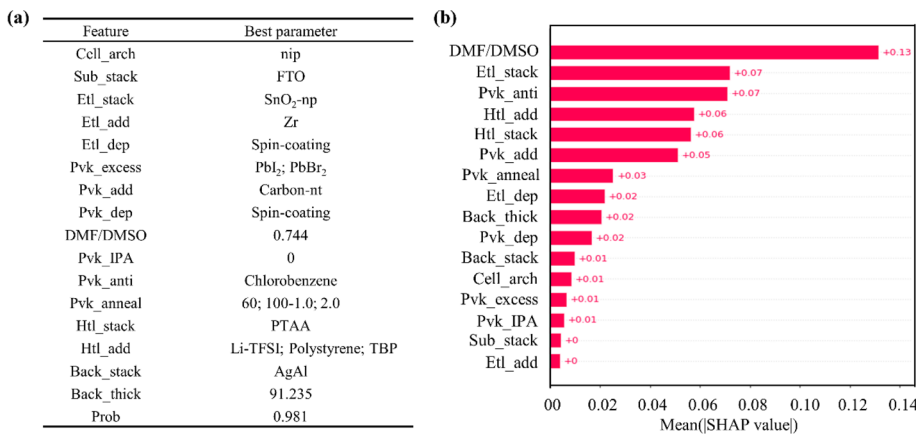 (a)
Feature Best parameter
Cell_arch nip
Sub_stack FTO
Etl_stack SnO₂-np
Etl_add Zr
Etl_dep Spin-coating
Pvk_excess PbI₂; PbBr₂
Pvk_add Carbon-nt
Pvk_dep Spin-coating
DMF/DMSO 0.744
Pvk_IPA 0
Pvk_anti Chlorobenzene
Pvk_anneal 60; 100-1.0; 2.0
Htl_stack PTAA
Htl_add Li-TFSI; Polystyrene; TBP
Back_stack AgAl
Back_thick 91.235
Prob 0.981
(b)
DMF/DMSO +0.13
Etl_stack +0.07
Pvk_anti +0.07
Htl_add +0.06
Htl_stack +0.06
Pvk_add +0.05
Pvk_anneal +0.03
Etl_dep +0.02
Back_thick +0.02
Pvk_dep +0.02
Back_stack +0.01
Cell_arch +0.01
Pvk_excess +0.01
Pvk_IPA +0.01
Sub_stack +0
Etl_add +0
00 0.02 0.04 0.06 0.08 0.10 0.12 0.14
Mean(|SHAP value|)